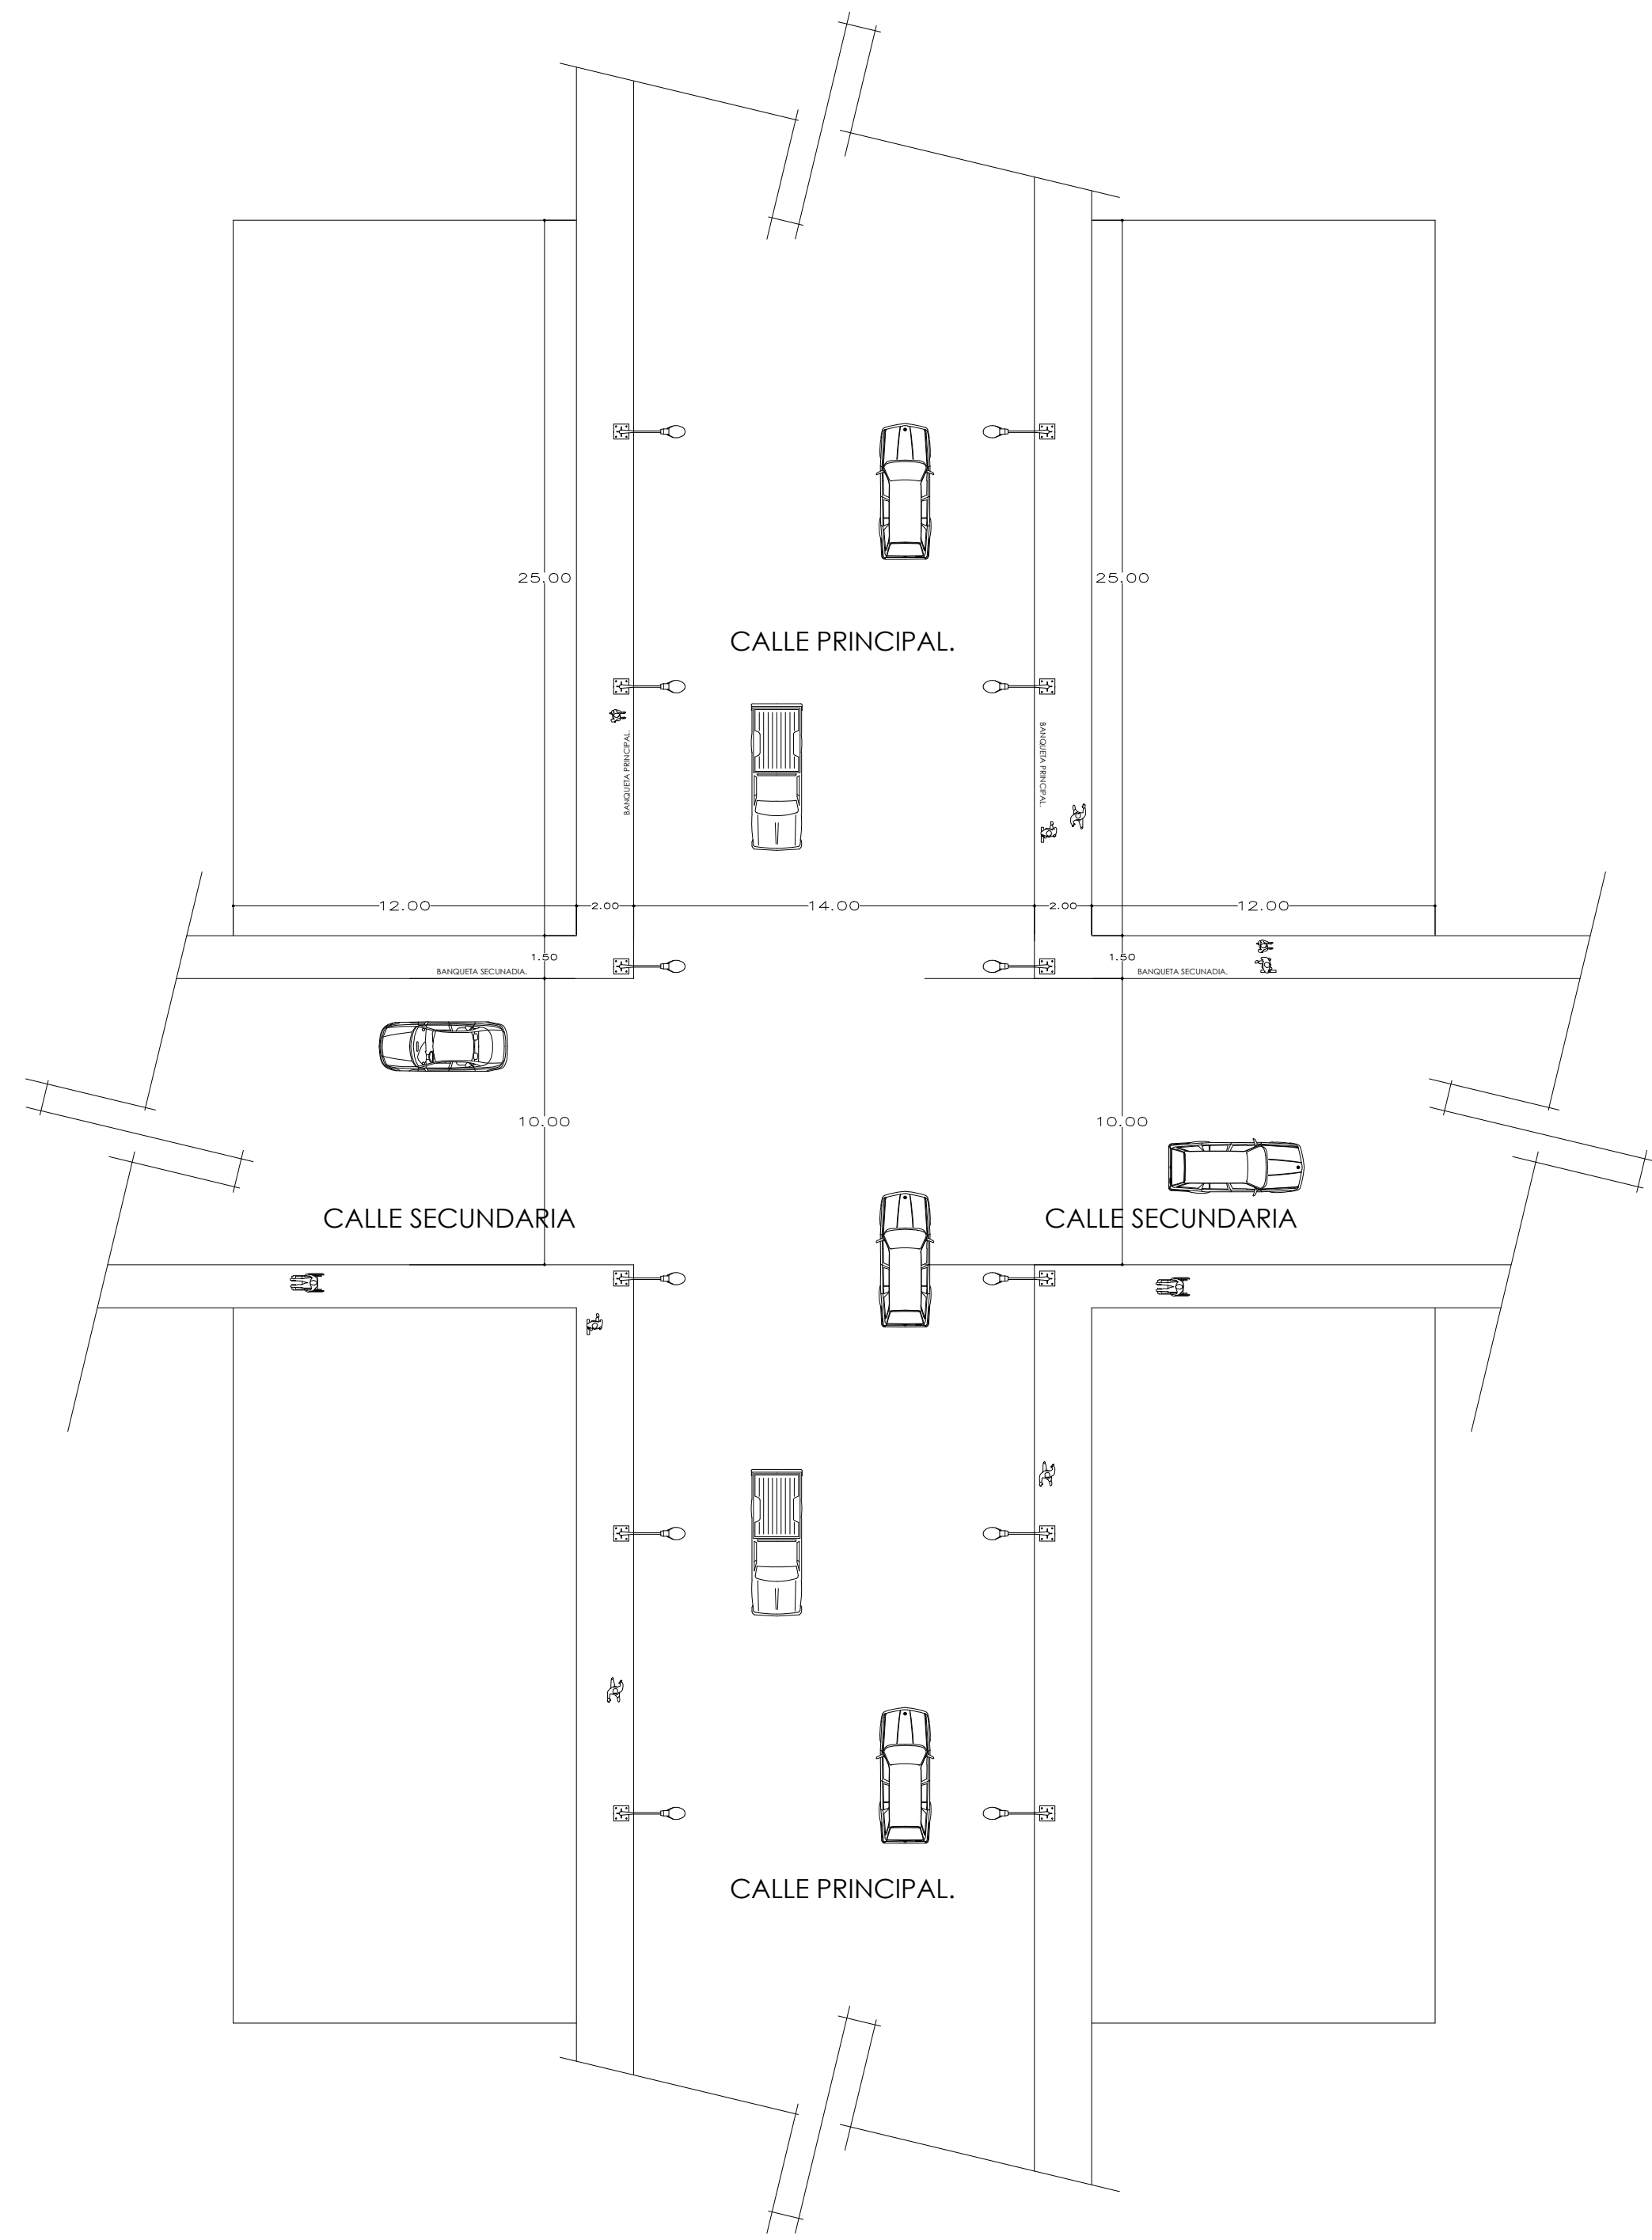 25.00
25.00
CALLE PRINCIPAL.
BANQUETA PRINCIPAL.
BANQUETA PRINCIPAL.
12.00
2.00
14.00
2.00
12.00
1.50
1.50
BANQUETA SECUNADIA.
BANQUETA SECUNADIA.
10.00
10.00
CALLE SECUNDARIA
CALLE SECUNDARIA
CALLE PRINCIPAL.